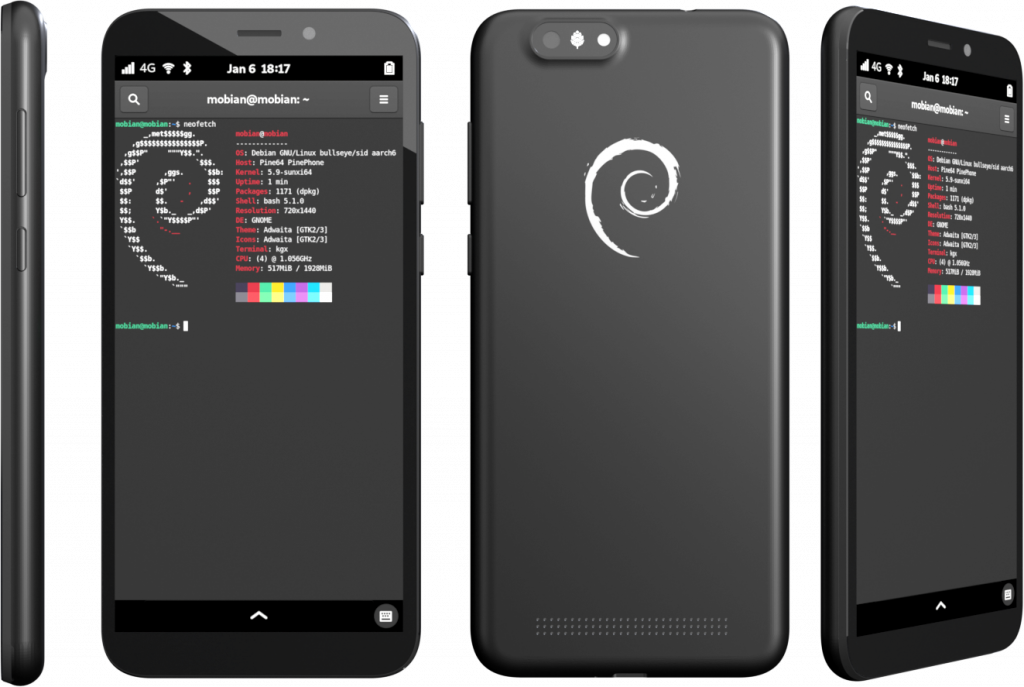 4G
Jan 6 18:17
mobian@mobian: ~
mobian@mobian:~$ neofetch
mobian@mobian
-------------
OS: Debian GNU/Linux bullseye/sid aarch6
Host: Pine64 PinePhone
Kernel: 5.9-sunxi64
Uptime: 1 min
Packages: 1171 (dpkg)
Shell: bash 5.1.0
Resolution: 720x1440
DE: GNOME
Theme: Adwaita [GTK2/3]
Icons: Adwaita [GTK2/3]
Terminal: kgx
CPU: (4) @ 1.056GHz
Memory: 517MiB / 1928MiB
mobian@mobian:~$
4G
Jan 6 18:17
mobian@mobian: ~
mobian@mobian:~$ neofetch
mobian@mobian
-------------
OS: Debian GNU/Linux bullseye/sid aarch6
Host: Pine64 PinePhone
Kernel: 5.9-sunxi64
Uptime: 1 min
Packages: 1171 (dpkg)
Shell: bash 5.1.0
Resolution: 720x1440
DE: GNOME
Theme: Adwaita [GTK2/3]
Icons: Adwaita [GTK2/3]
Terminal: kgx
CPU: (4) @ 1.056GHz
Memory: 517MiB / 1928MiB
mobian@mobian:~$